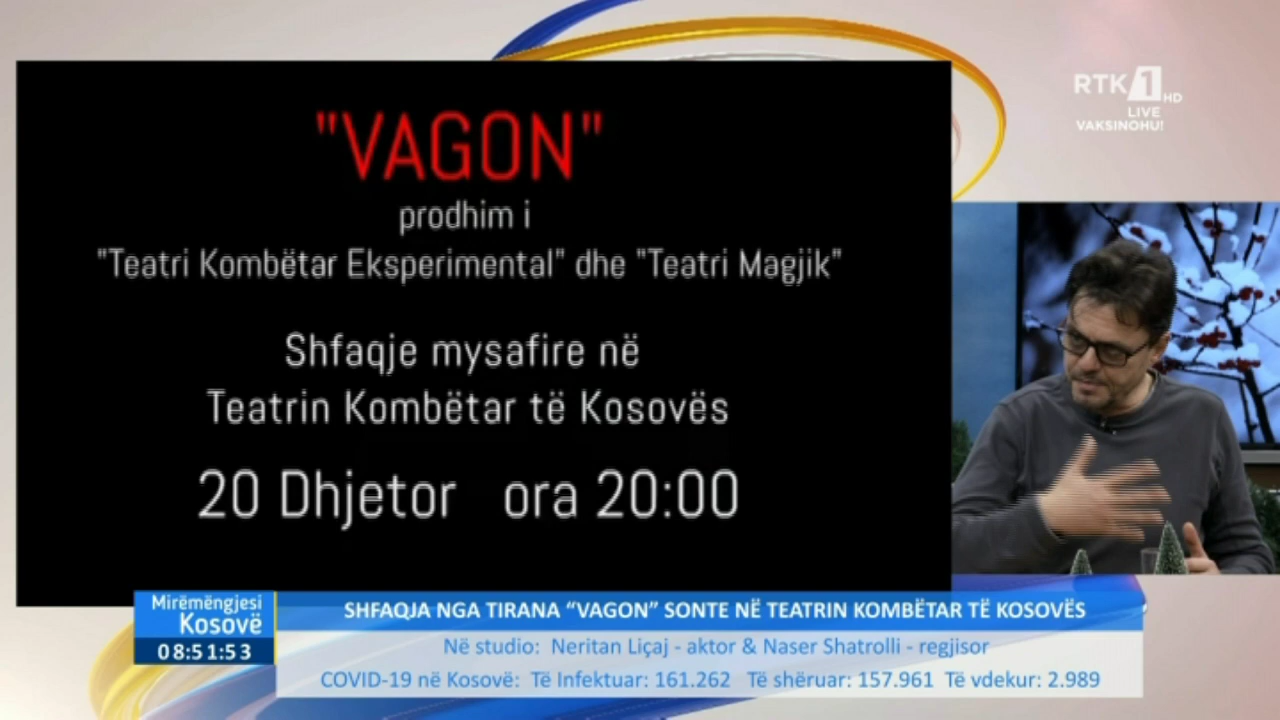 "VAGON"
prodhim i
"Teatri Kombëtar Eksperimental" dhe "Teatri Magjik"
Shfaqje mysafire në
Teatrin Kombëtar të Kosovës
20 Dhjetor ora 20:00
RTK 1 HD
LIVE
VAKSINOHU!
Mirëmëngjesi
Kosovë
08:51:53
SHFAQJA NGA TIRANA “VAGON” SONTE NË TEATRIN KOMBËTAR TË KOSOVËS
Në studio: Neritan Liçaj - aktor & Naser Shatrolli - regjisor
COVID-19 në Kosovë: Të Infektuar: 161.262 Të shëruar: 157.961 Të vdekur: 2.989